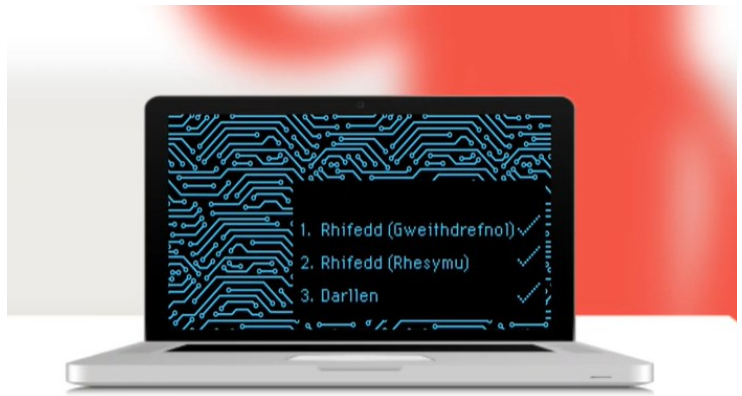 1. Rhifedd (Gweithdrefnol)
2. Rhifedd (Rhesymu)
3. Darllen